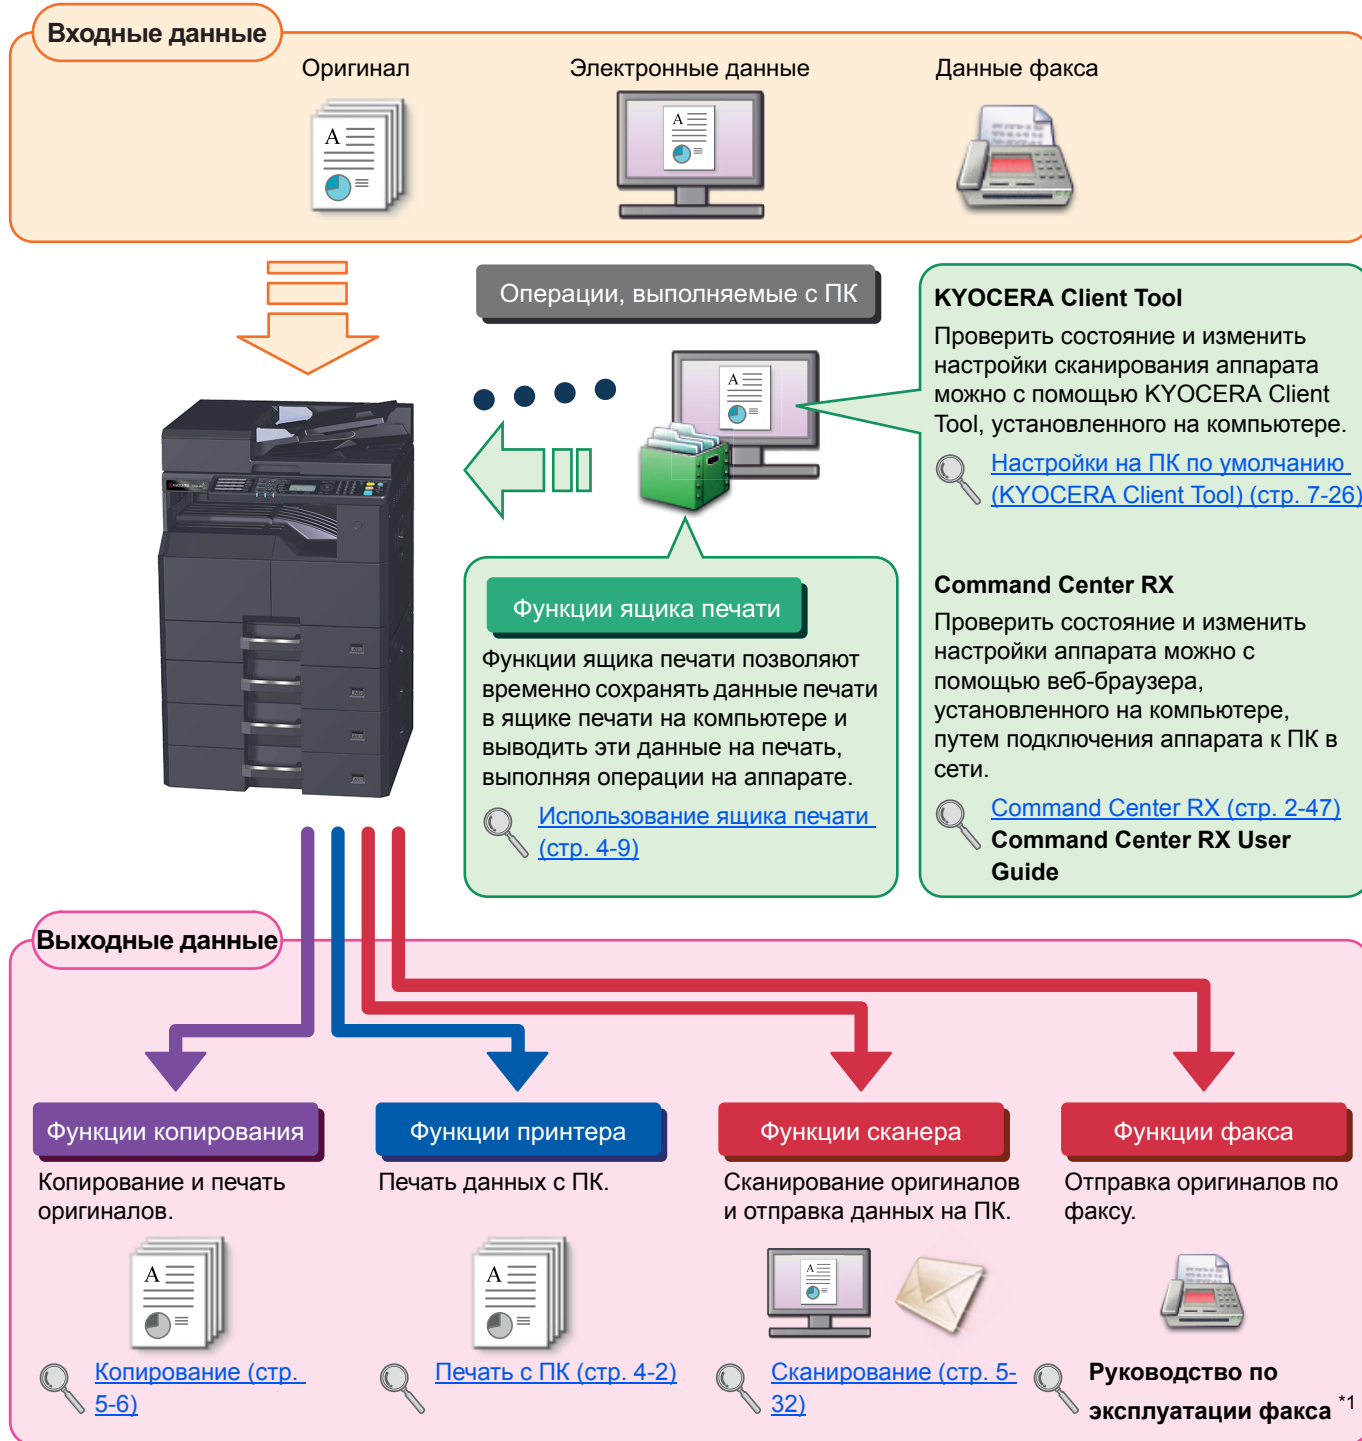 Входные данные
Оригинал
Электронные данные
Данные факса
Операции, выполняемые с ПК
KYOCERA Client Tool
Проверить состояние и изменить
настройки сканирования аппарата
можно с помощью KYOCERA Client
Tool, установленного на компьютере.
Настройки на ПК по умолчанию
(KYOCERA Client Tool) (стр. 7-26)
Command Center RX
Проверить состояние и изменить
настройки аппарата можно с
помощью веб-браузера,
установленного на компьютере,
путем подключения аппарата к ПК в
сети.
Command Center RX (стр. 2-47)
Command Center RX User
Guide
Функции ящика печати
Функции ящика печати позволяют
временно сохранять данные печати
в ящике печати на компьютере и
выводить эти данные на печать,
выполняя операции на аппарате.
Использование ящика печати
(стр. 4-9)
Выходные данные
Функции копирования
Копирование и печать
оригиналов.
Копирование (стр.
5-6)
Функции принтера
Печать данных с ПК.
Печать с ПК (стр. 4-2)
Функции сканера
Сканирование оригиналов
и отправка данных на ПК.
Сканирование (стр. 5-
32)
Функции факса
Отправка оригиналов по
факсу.
Руководство по
эксплуатации факса *1